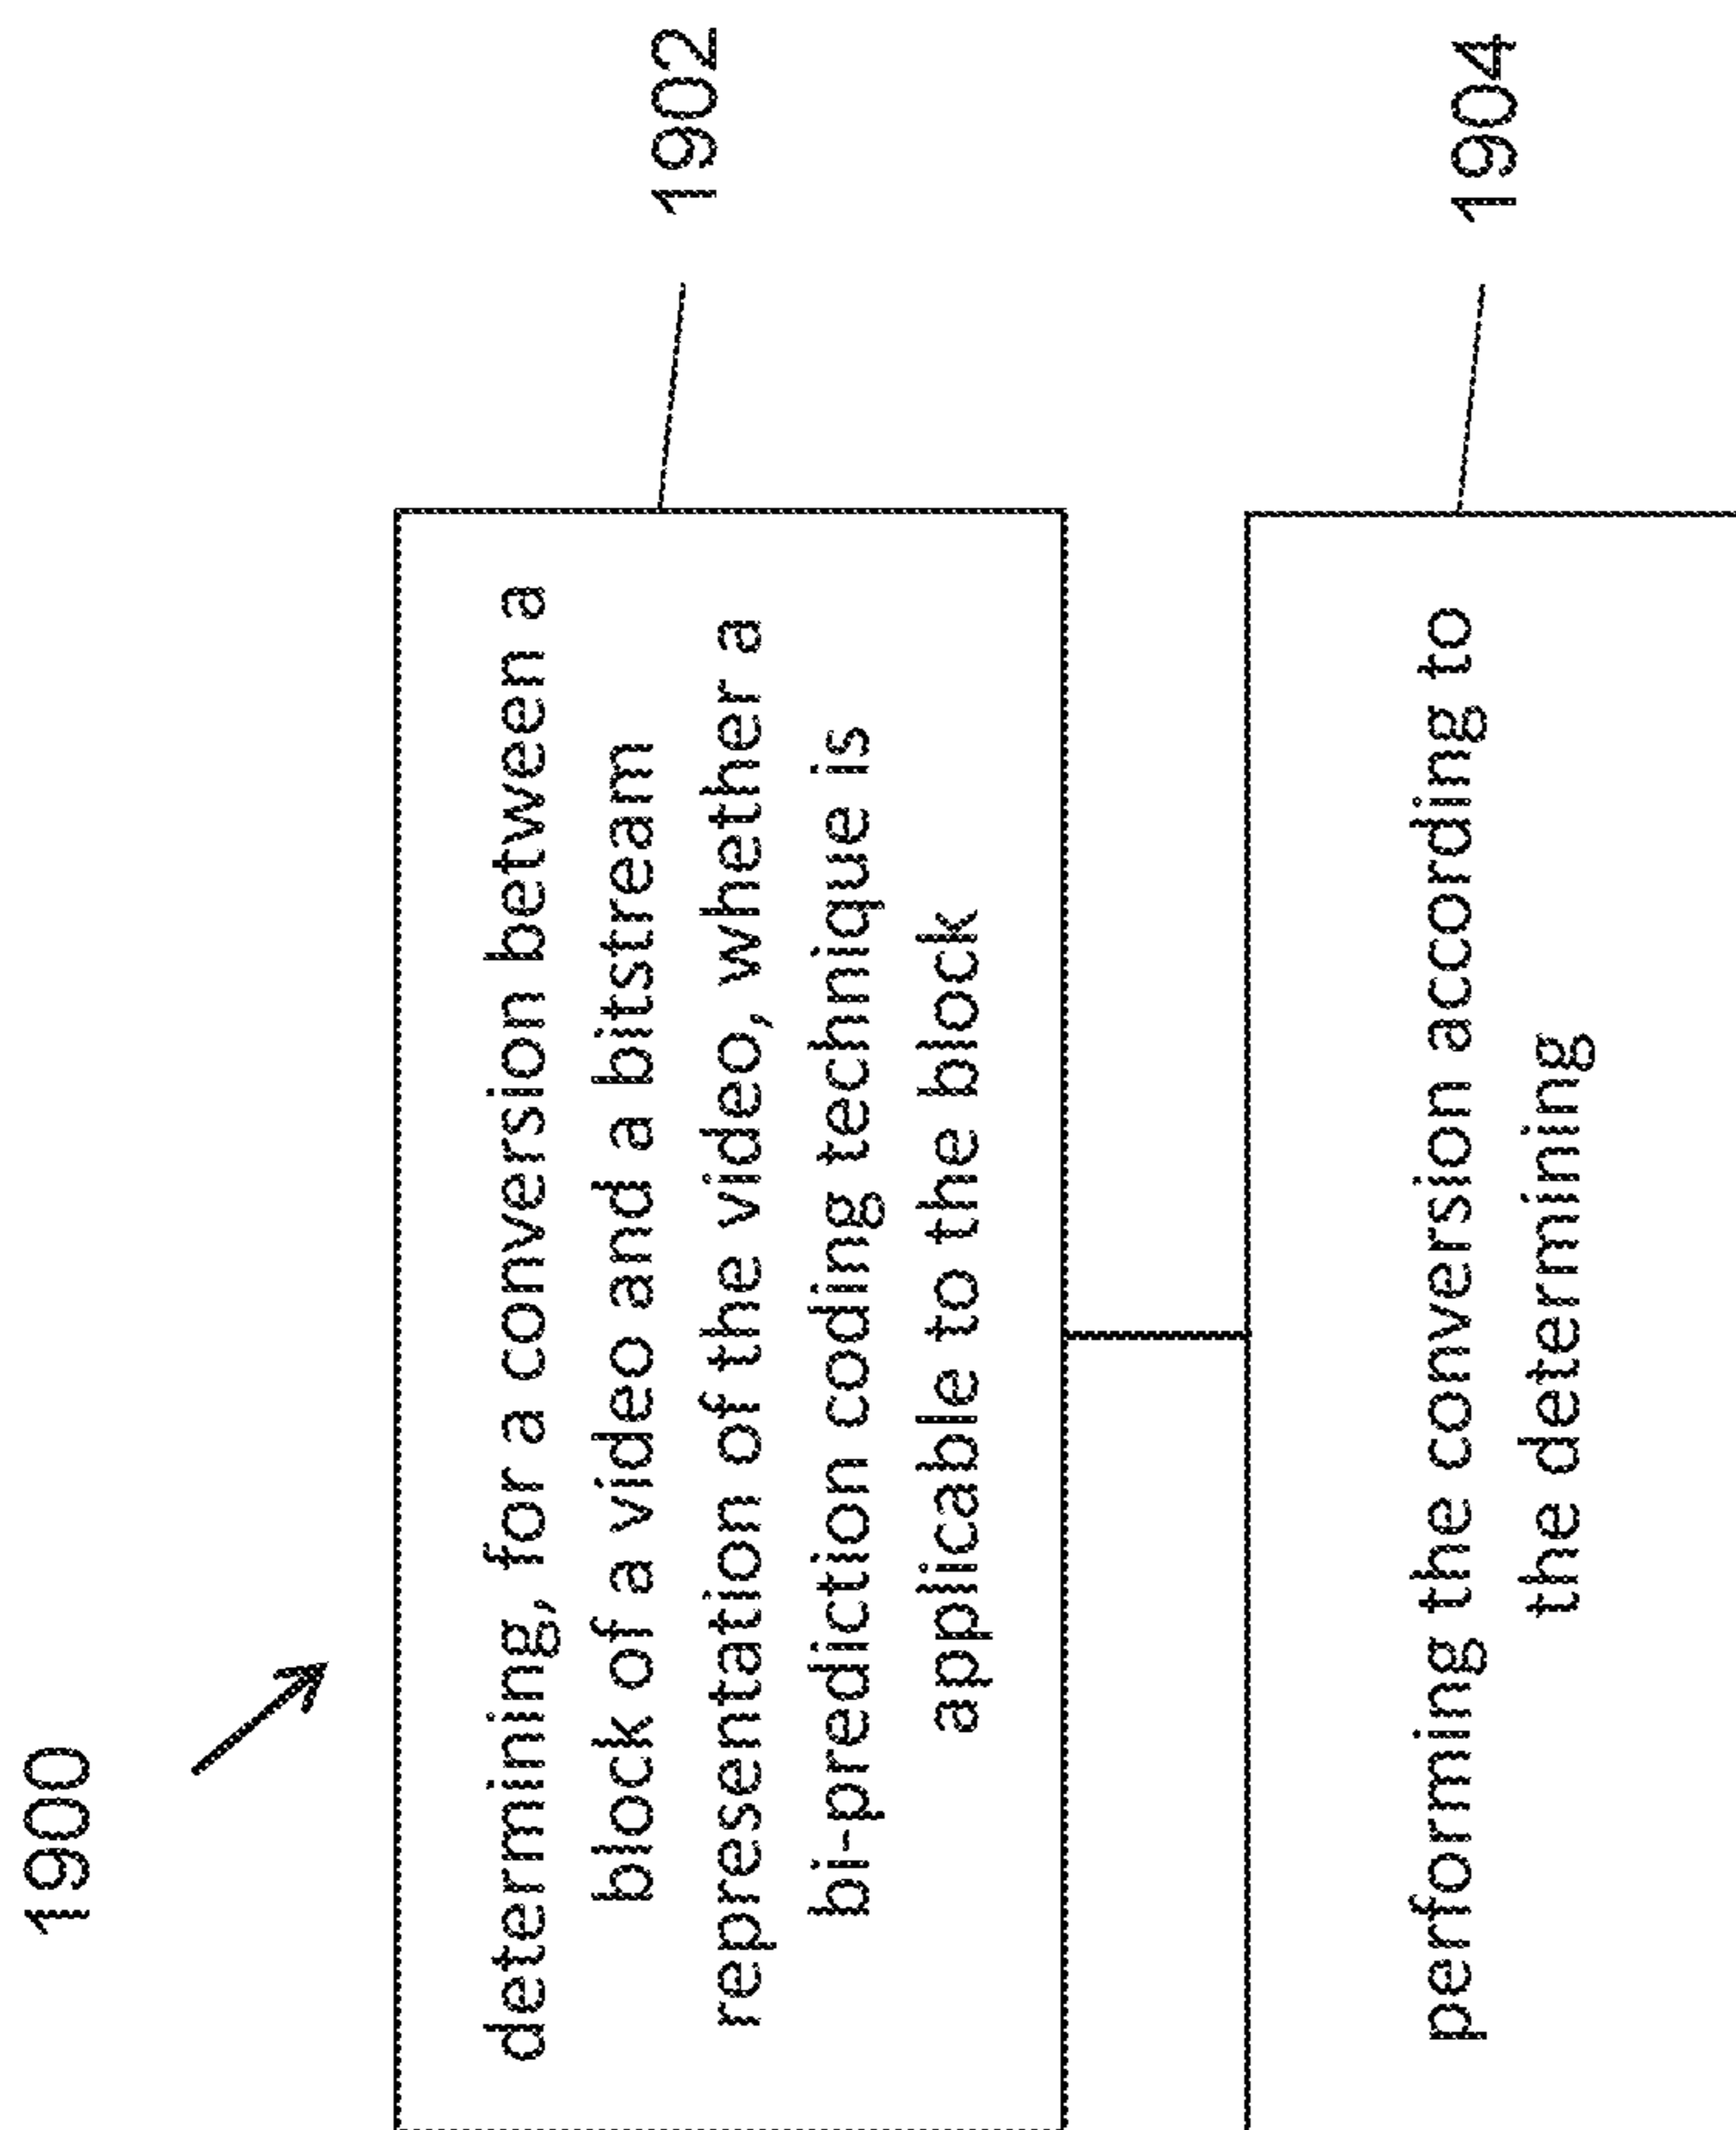 1900
determining, for a conversion between a
block of a video and a bitstream
representation of the video, whether a
bi-prediction coding technique is
applicable to the block
1902
performing the conversion according to
the determining
1904